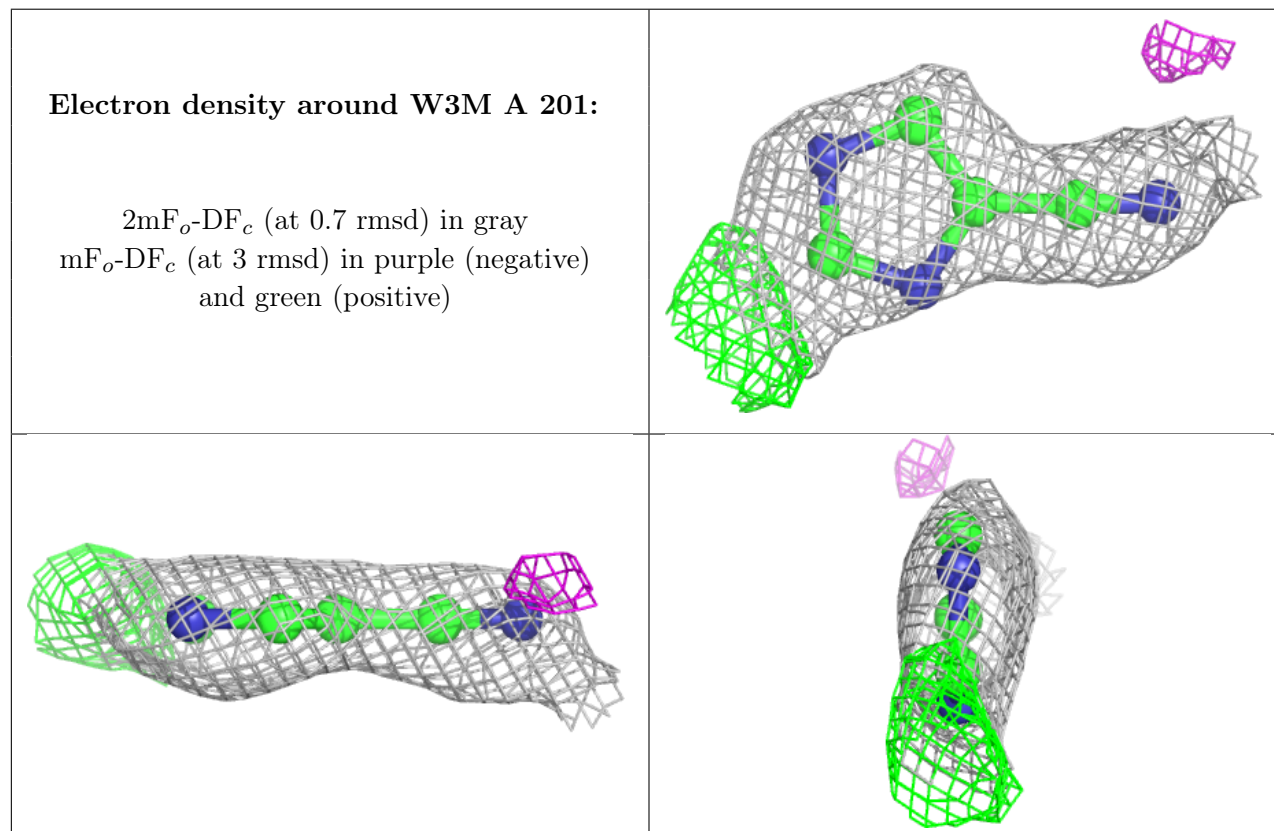 Electron density around W3M A 201:
2mFo-DFc (at 0.7 rmsd) in gray
mFo-DFc (at 3 rmsd) in purple (negative)
and green (positive)